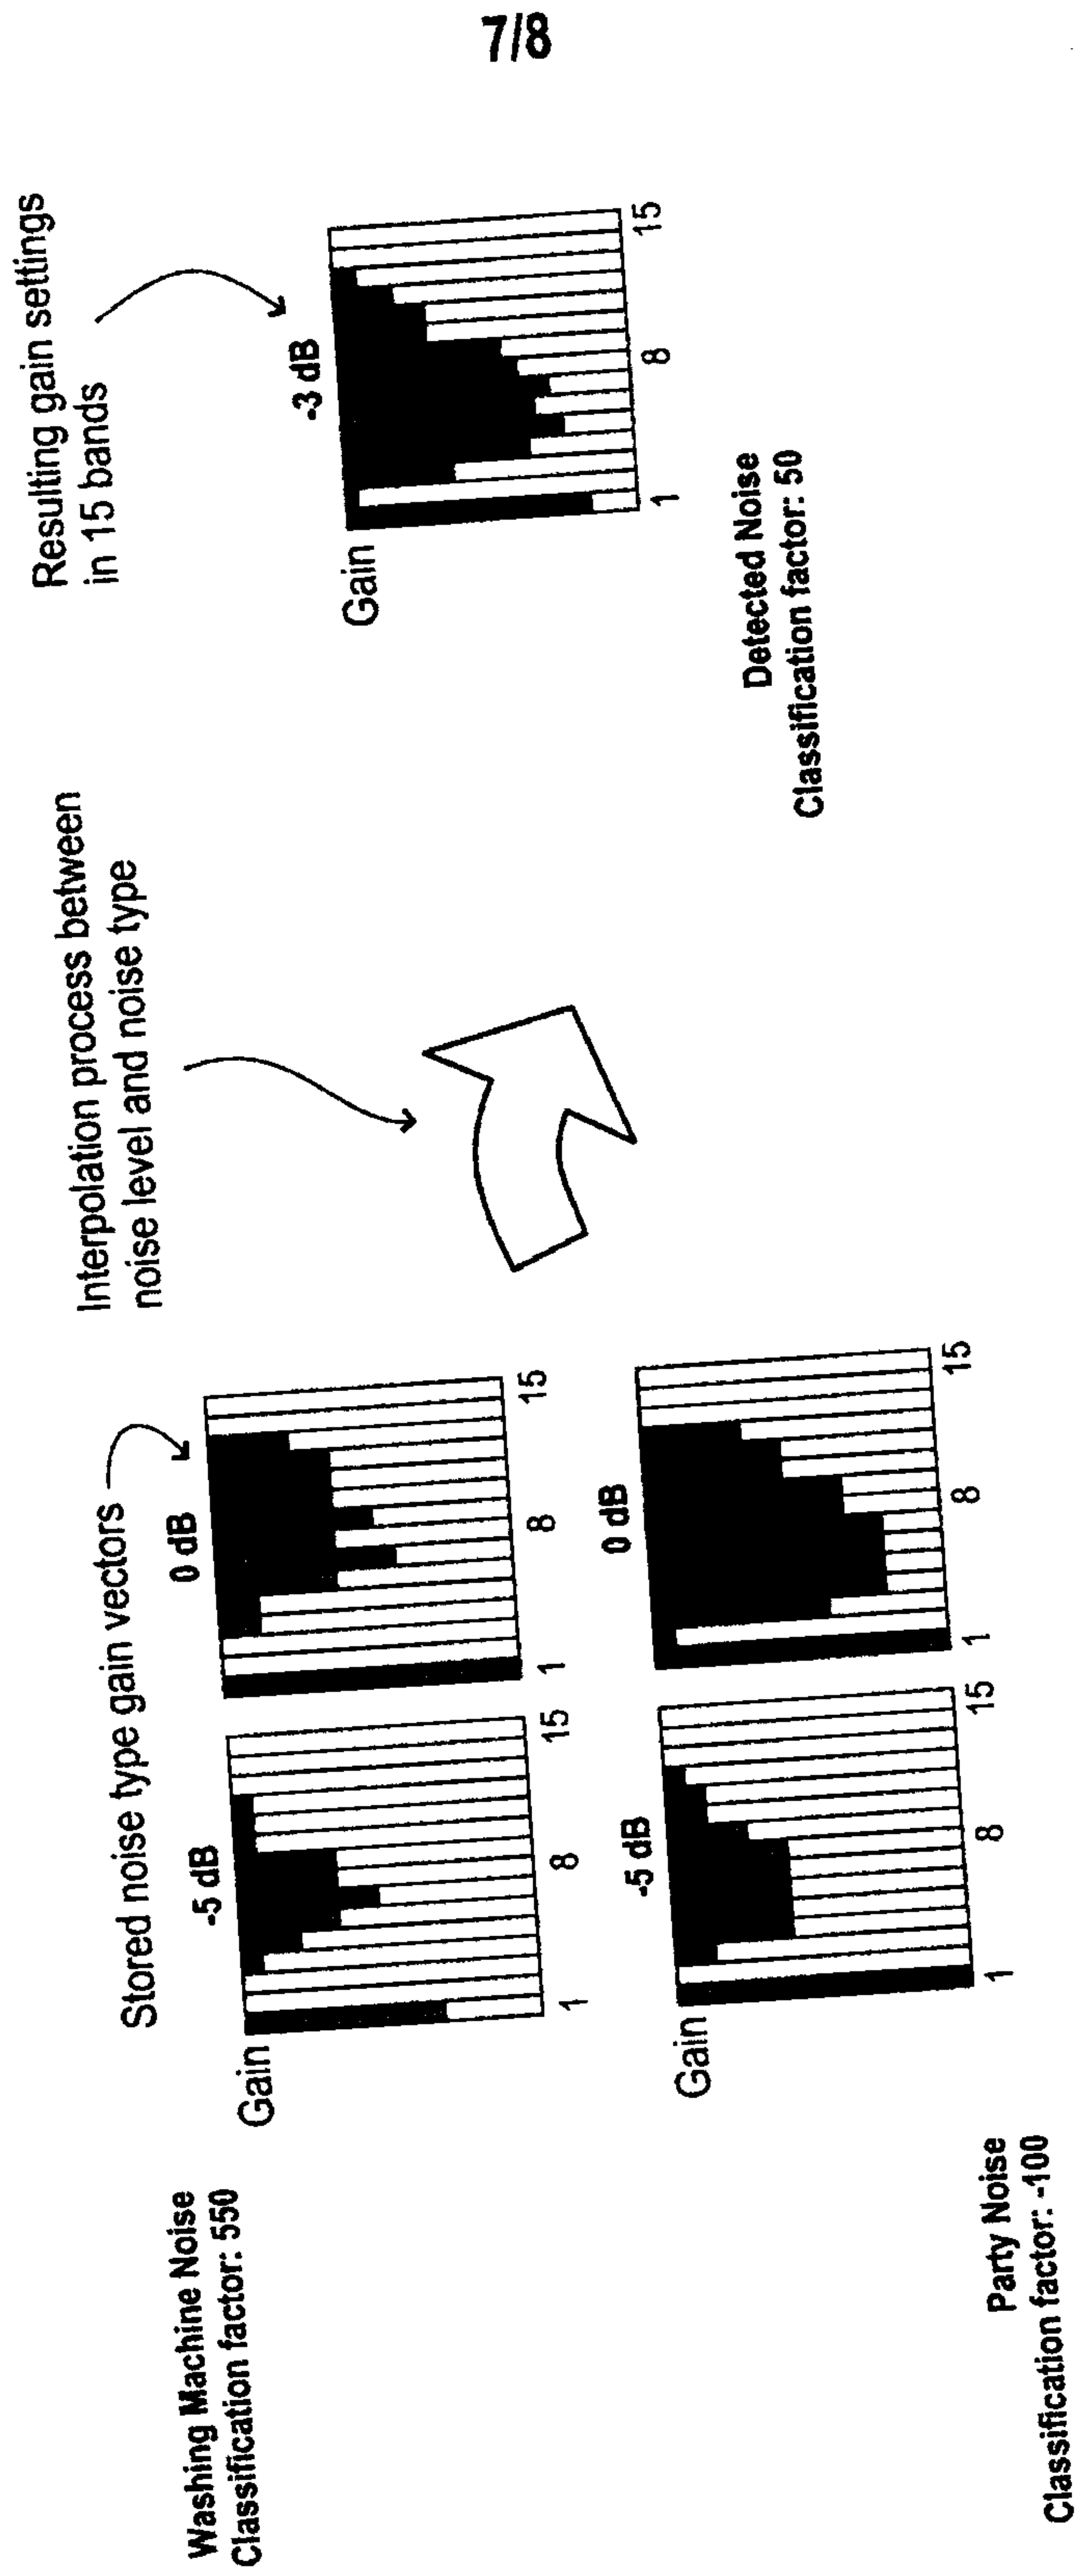 7/8
Stored noise type gain vectors
Interpolation process between
noise level and noise type
Resulting gain settings
in 15 bands
Washing Machine Noise
Classification factor: 550
Gain
-5 dB
1
8
15
0 dB
1
8
15
Party Noise
Classification factor: -100
Gain
-5 dB
1
8
15
0 dB
1
8
15
Gain
-3 dB
1
8
15
Detected Noise
Classification factor: 50